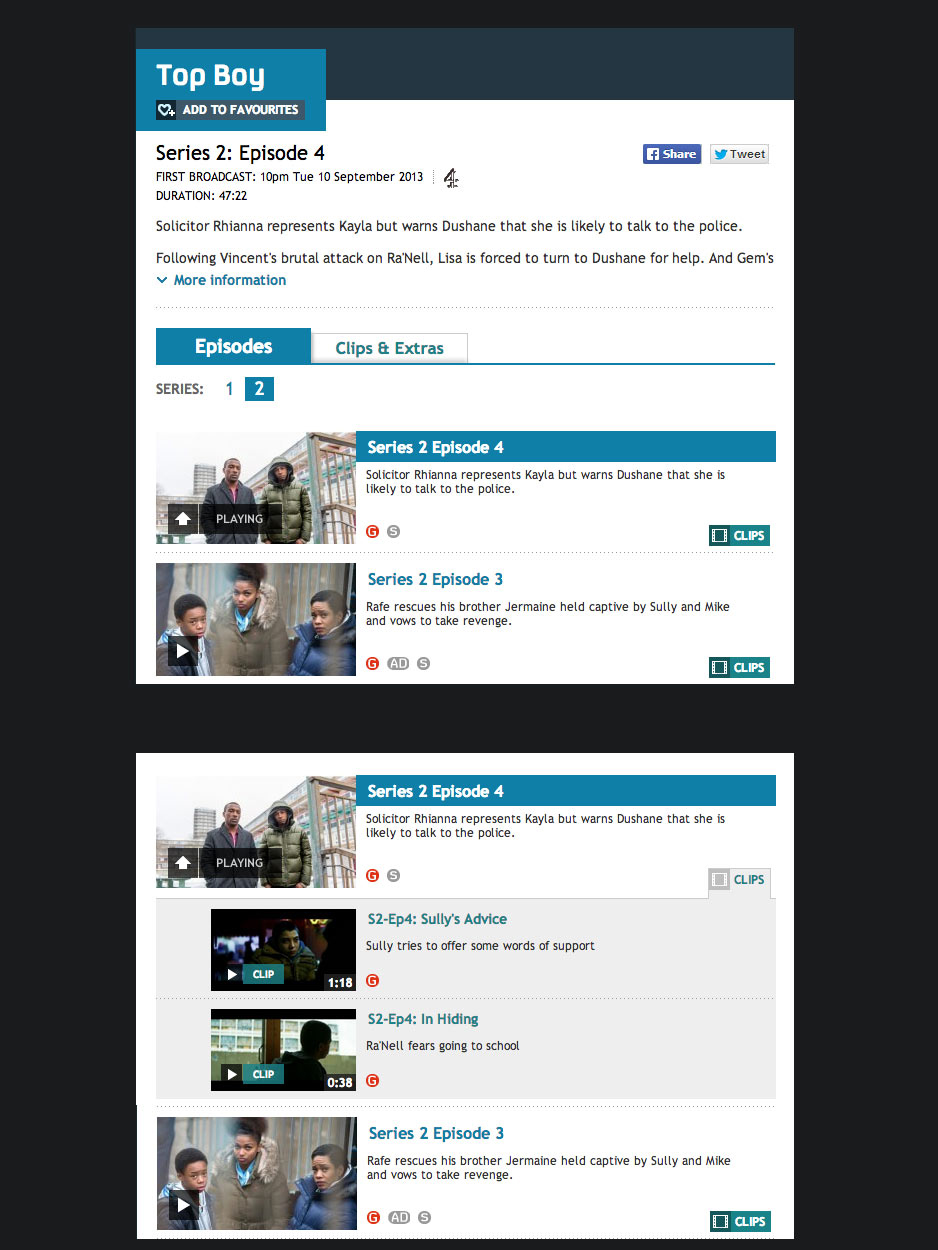 Top Boy
ADD TO FAVOURITES
Series 2: Episode 4
Share
Tweet
FIRST BROADCAST: 10pm Tue 10 September 2013
4
DURATION: 47:22
Solicitor Rhianna represents Kayla but warns Dushane that she is likely to talk to the police.
Following Vincent's brutal attack on Ra'Nell, Lisa is forced to turn to Dushane for help. And Gem's
More information
Episodes
Clips & Extras
SERIES: 1 2
Series 2 Episode 4
Solicitor Rhianna represents Kayla but warns Dushane that she is
likely to talk to the police.
PLAYING
G S
CLIPS
Series 2 Episode 3
Rafe rescues his brother Jermaine held captive by Sully and Mike
and vows to take revenge.
G AD S
CLIPS
Series 2 Episode 4
Solicitor Rhianna represents Kayla but warns Dushane that she is
likely to talk to the police.
PLAYING
G S
CLIPS
S2-Ep4: Sully's Advice
Sully tries to offer some words of support
CLIP
1:18
G
S2-Ep4: In Hiding
Ra'Nell fears going to school
CLIP
0:38
G
Series 2 Episode 3
Rafe rescues his brother Jermaine held captive by Sully and Mike
and vows to take revenge.
G AD S
CLIPS